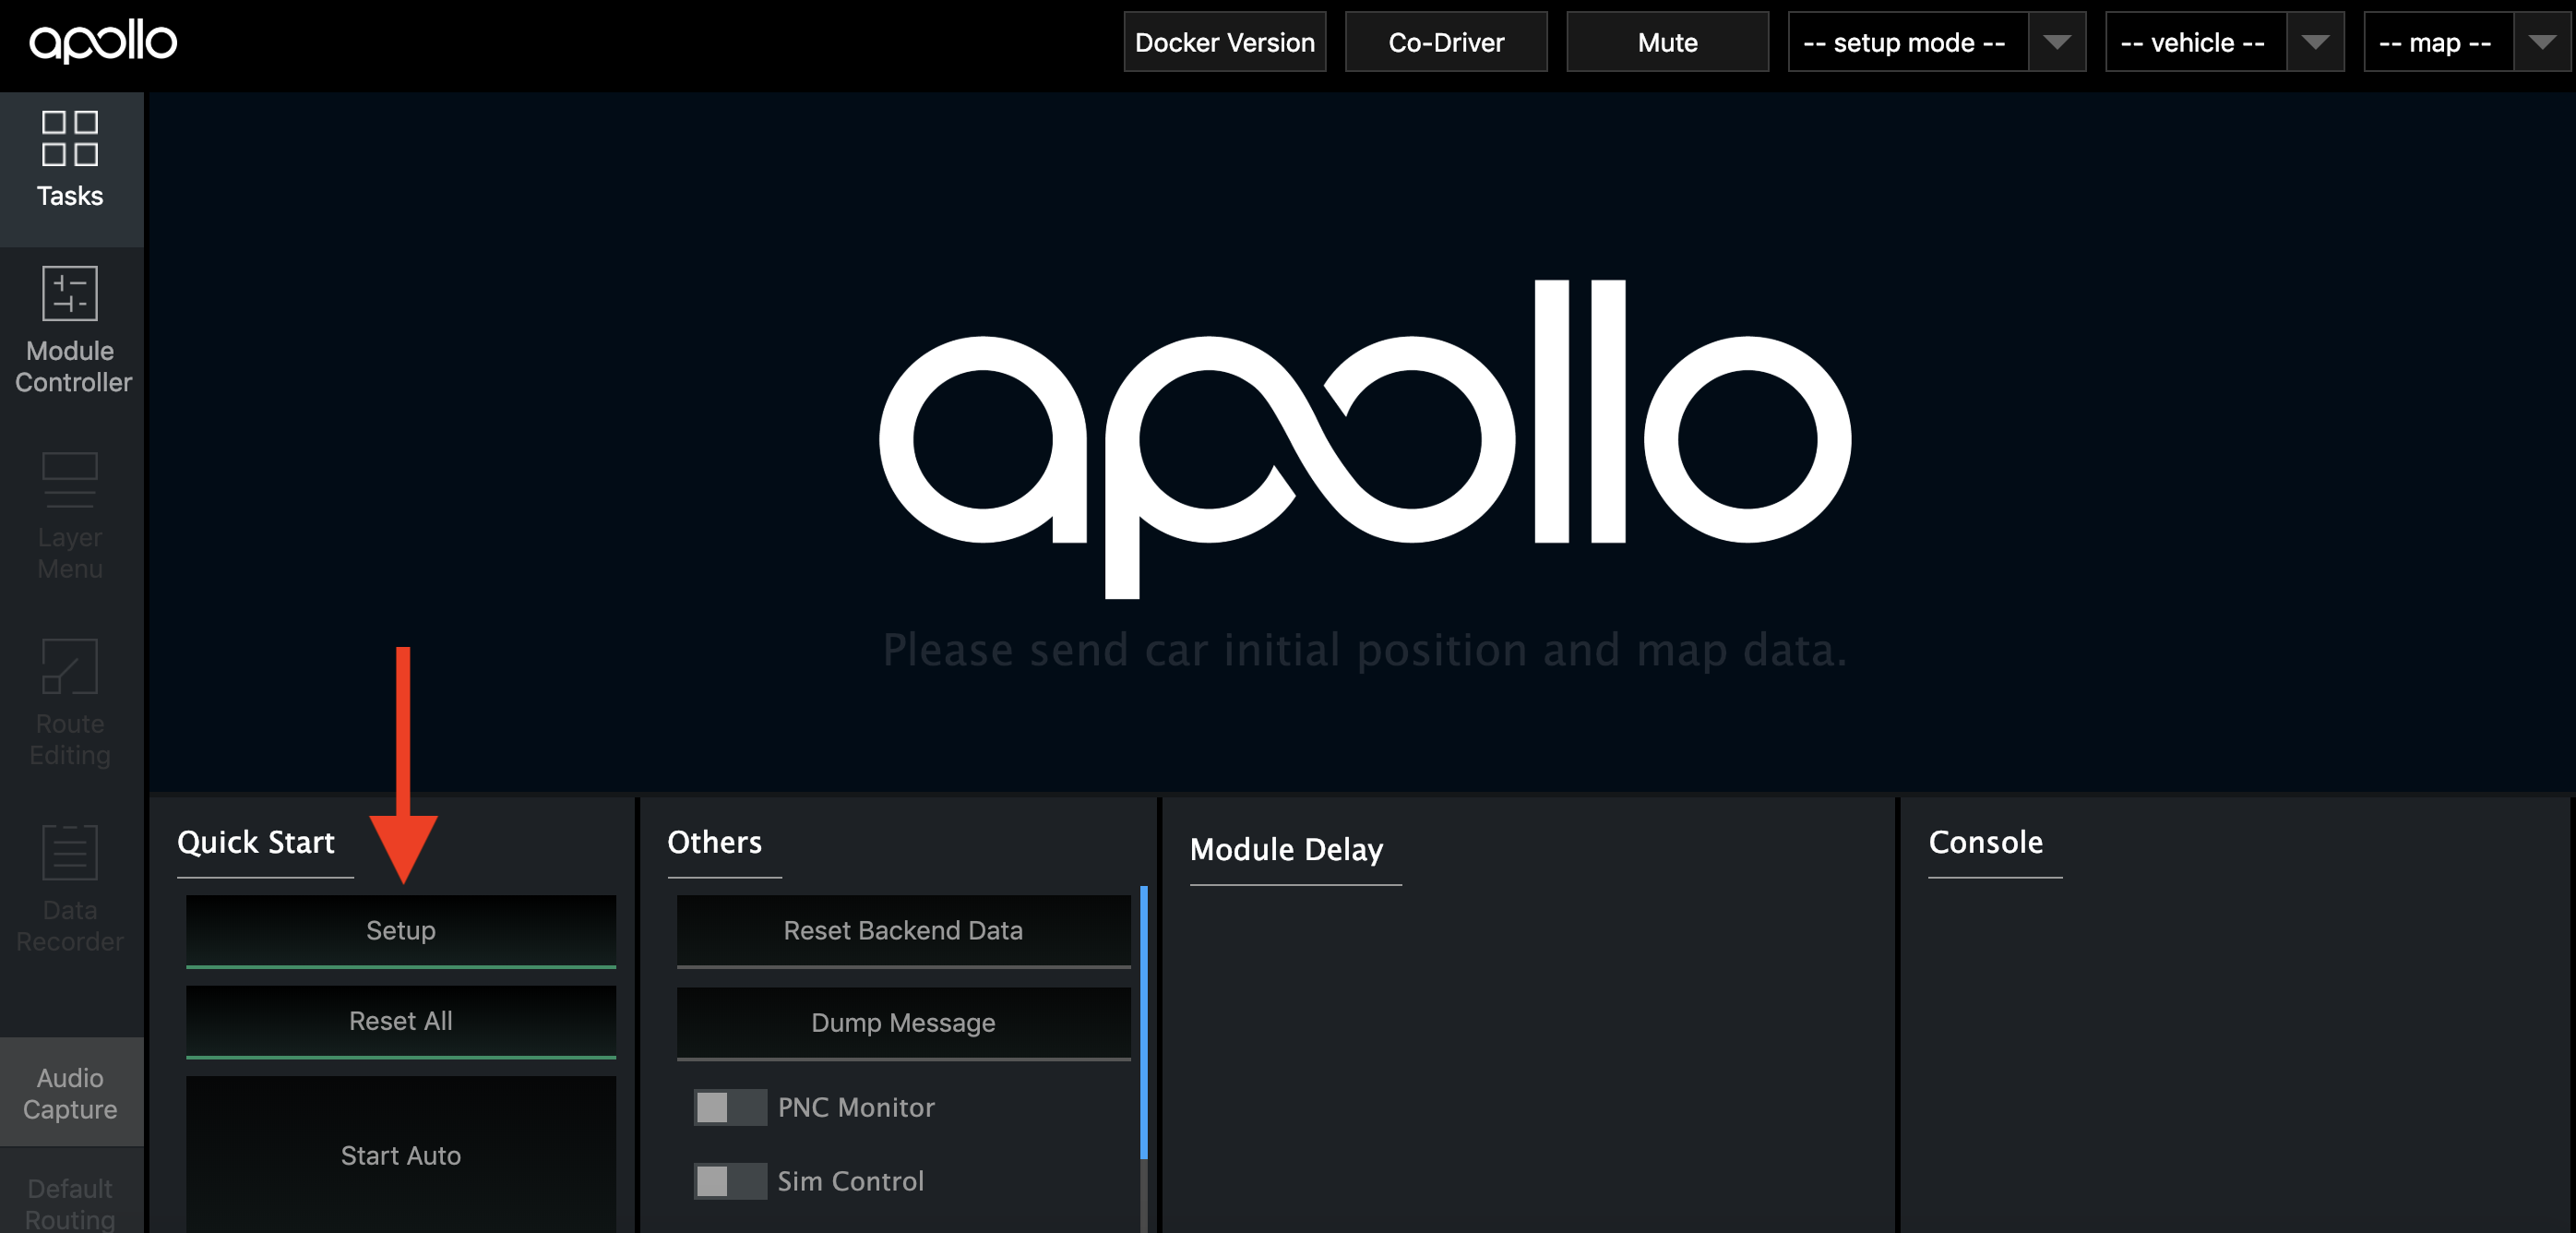 apollo
Docker Version
Co-Driver
Mute
-- setup mode --
-- vehicle --
-- map --
Tasks
Module
Controller
Layer
Menu
Route
Editing
Data
Recorder
Audio
Capture
Default
Routing
apollo
Please send car initial position and map data.
Quick Start
Setup
Reset All
Start Auto
Others
Reset Backend Data
Dump Message
PNC Monitor
Sim Control
Module Delay
Console